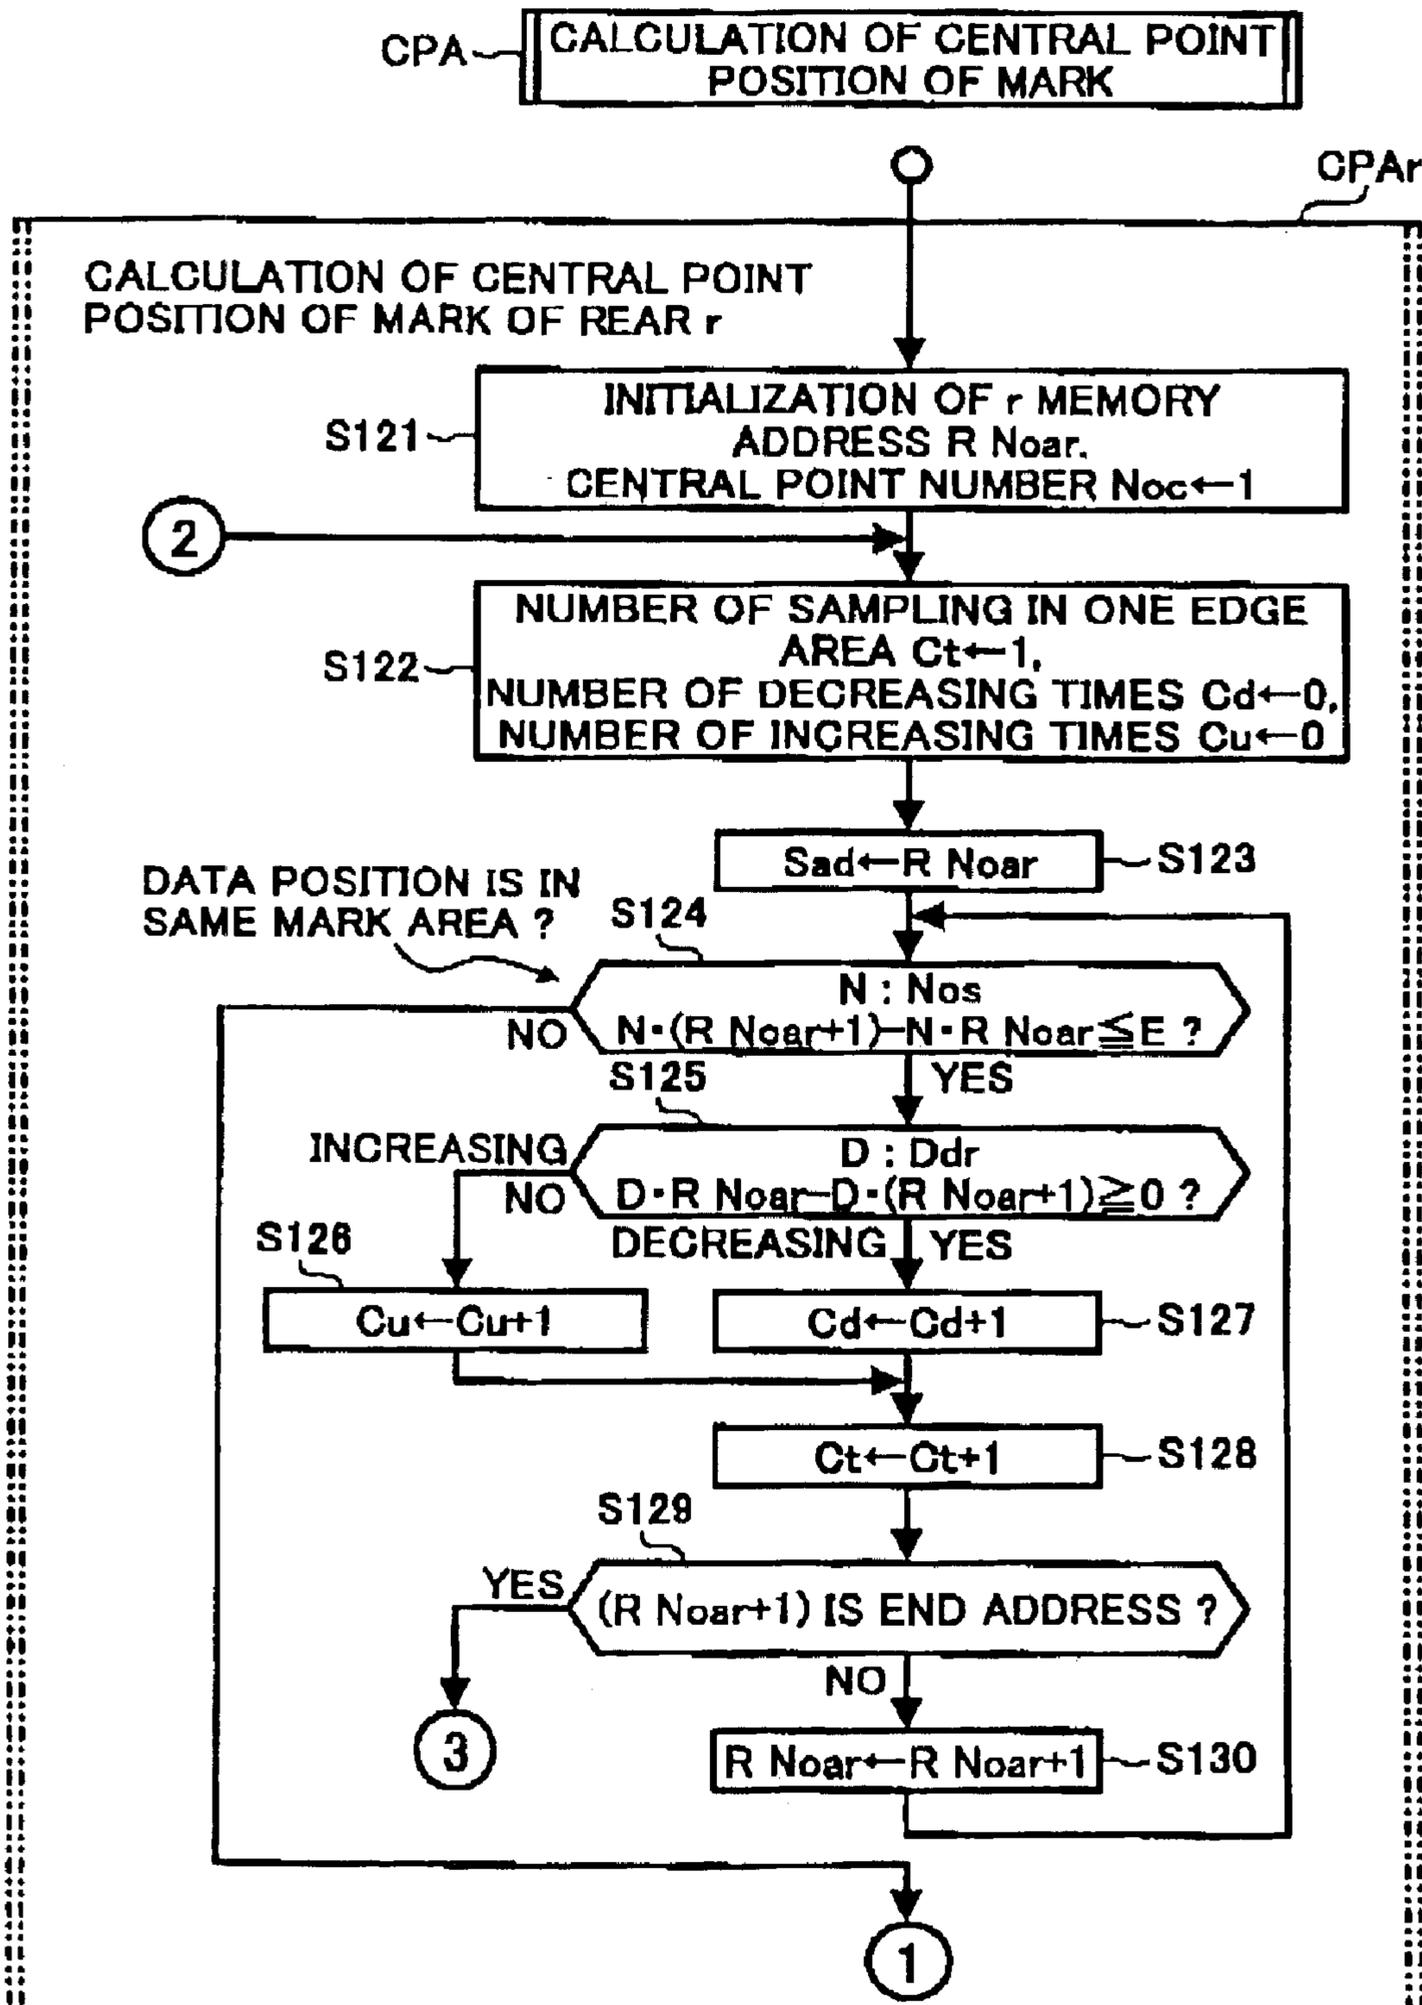 CPA
CALCULATION OF CENTRAL POINT
POSITION OF MARK
CPAr
CALCULATION OF CENTRAL POINT
POSITION OF MARK OF REAR r
S121
INITIALIZATION OF r MEMORY
ADDRESS R Noar.
CENTRAL POINT NUMBER Noc←1
2
S122
NUMBER OF SAMPLING IN ONE EDGE
AREA Ct←1,
NUMBER OF DECREASING TIMES Cd←0,
NUMBER OF INCREASING TIMES Cu←0
Sad←R Noar
S123
DATA POSITION IS IN
SAME MARK AREA ?
S124
N : Nos
N·(R Noar+1)−N·R Noar≦E ?
NO
YES
S125
D : Ddr
D·R Noar−D·(R Noar+1)≧0 ?
INCREASING
NO
DECREASING
YES
S126
Cu←Cu+1
Cd←Cd+1
S127
Ct←Ct+1
S128
S129
(R Noar+1) IS END ADDRESS ?
YES
NO
3
R Noar←R Noar+1
S130
1